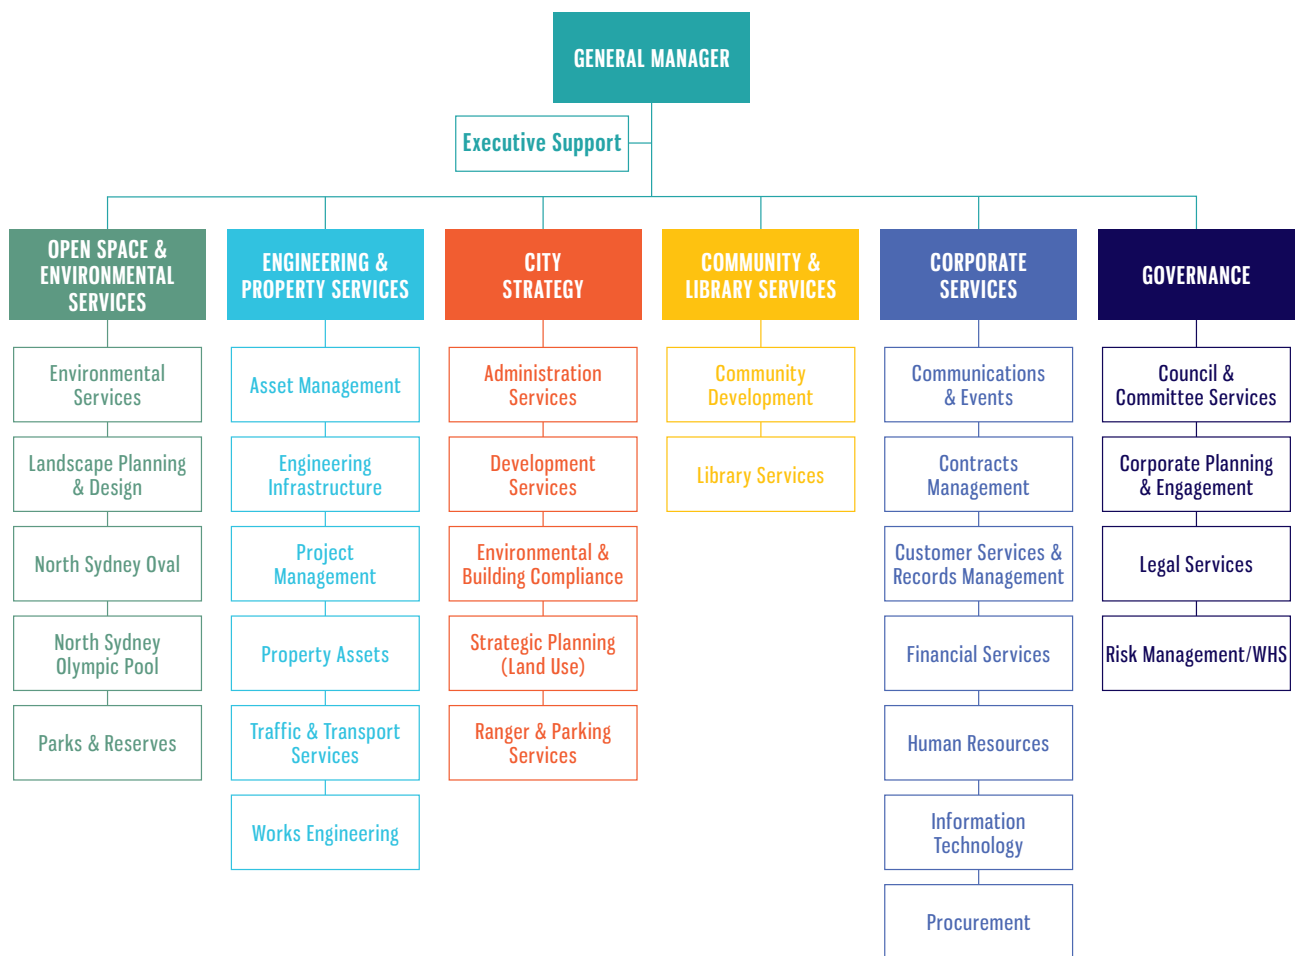 GENERAL MANAGER
Executive Support
OPEN SPACE &
ENVIRONMENTAL
SERVICES
Environmental
Services
Landscape Planning
& Design
North Sydney Oval
North Sydney
Olympic Pool
Parks & Reserves
ENGINEERING &
PROPERTY SERVICES
Asset Management
Engineering
Infrastructure
Project
Management
Property Assets
Traffic & Transport
Services
Works Engineering
CITY
STRATEGY
Administration
Services
Development
Services
Environmental &
Building Compliance
Strategic Planning
(Land Use)
Ranger & Parking
Services
COMMUNITY &
LIBRARY SERVICES
Community
Development
Library Services
CORPORATE
SERVICES
Communications
& Events
Contracts
Management
Customer Services &
Records Management
Financial Services
Human Resources
Information
Technology
Procurement
GOVERNANCE
Council &
Committee Services
Corporate Planning
& Engagement
Legal Services
Risk Management/WHS